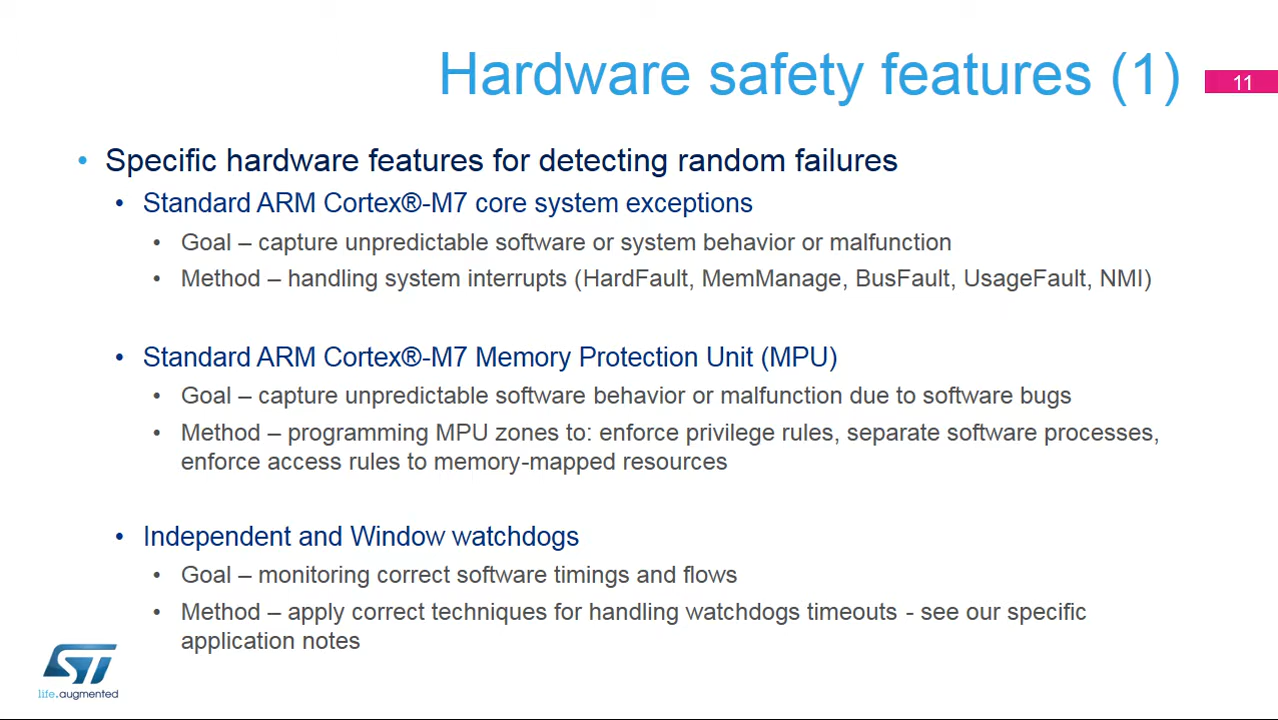 Hardware safety features (1)
11
• Specific hardware features for detecting random failures
• Standard ARM Cortex®-M7 core system exceptions
• Goal – capture unpredictable software or system behavior or malfunction
• Method – handling system interrupts (HardFault, MemManage, BusFault, UsageFault, NMI)
• Standard ARM Cortex®-M7 Memory Protection Unit (MPU)
• Goal – capture unpredictable software behavior or malfunction due to software bugs
• Method – programming MPU zones to: enforce privilege rules, separate software processes,
enforce access rules to memory-mapped resources
• Independent and Window watchdogs
• Goal – monitoring correct software timings and flows
• Method – apply correct techniques for handling watchdogs timeouts - see our specific
application notes
ST
life.augmented